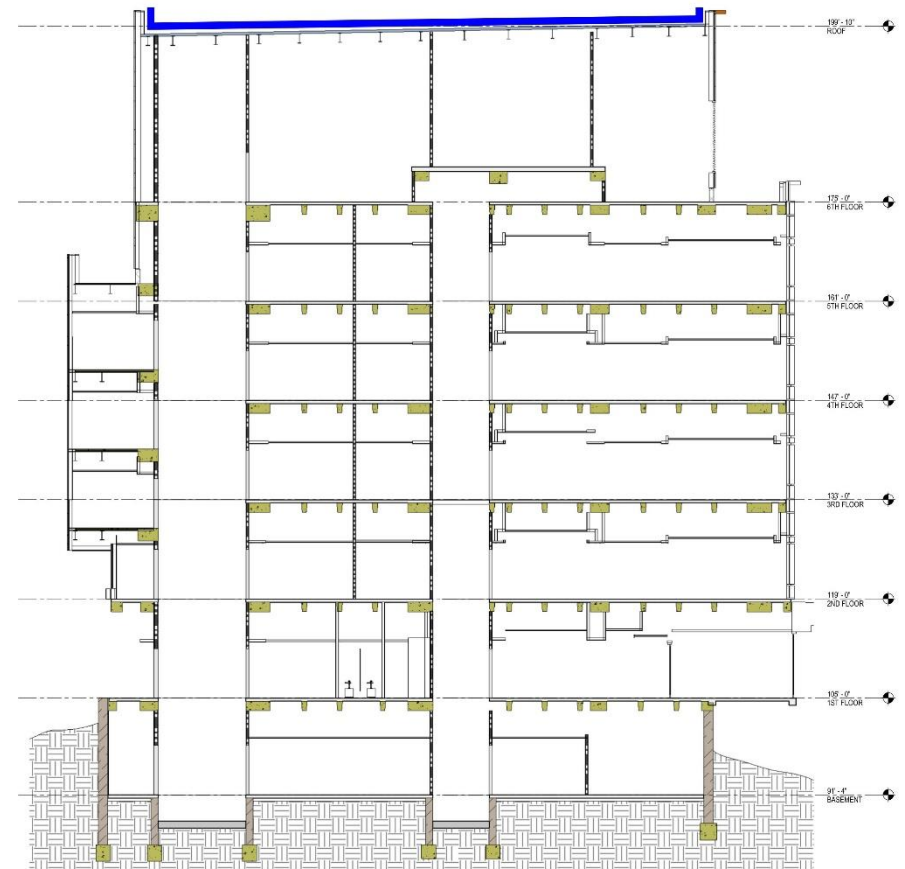 199' - 10"
ROOF
175' - 0"
6TH FLOOR
161' - 0"
5TH FLOOR
147' - 0"
4TH FLOOR
133' - 0"
3RD FLOOR
119' - 0"
2ND FLOOR
105' - 0"
1ST FLOOR
91' - 4"
BASEMENT